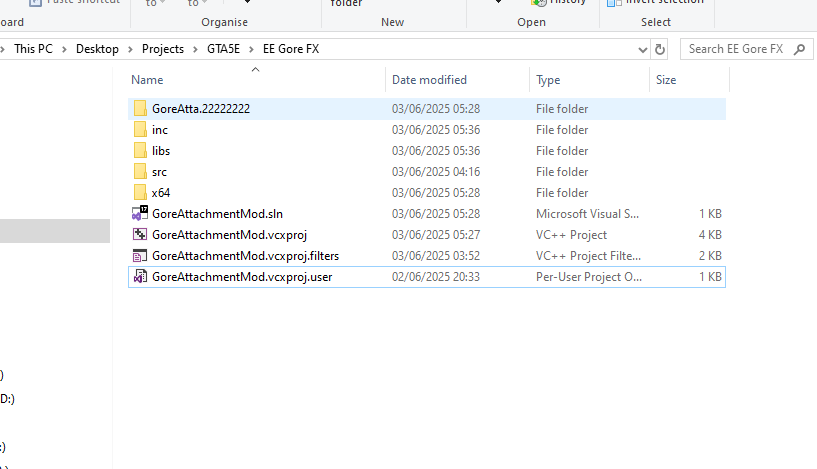 Paste shortcut to to folder History Invert selection
oard Organise New Open Select
This PC > Desktop > Projects > GTA5E > EE Gore FX Search EE Gore FX
Name Date modified Type Size
GoreAtta.22222222 03/06/2025 05:28 File folder
inc 03/06/2025 05:36 File folder
libs 03/06/2025 05:36 File folder
src 03/06/2025 04:16 File folder
x64 03/06/2025 05:28 File folder
GoreAttachmentMod.sln 03/06/2025 05:28 Microsoft Visual S... 1 KB
GoreAttachmentMod.vcxproj 03/06/2025 05:27 VC++ Project 4 KB
GoreAttachmentMod.vcxproj.filters 03/06/2025 03:52 VC++ Project Filte... 2 KB
GoreAttachmentMod.vcxproj.user 02/06/2025 20:33 Per-User Project O... 1 KB
)
D:)
:)